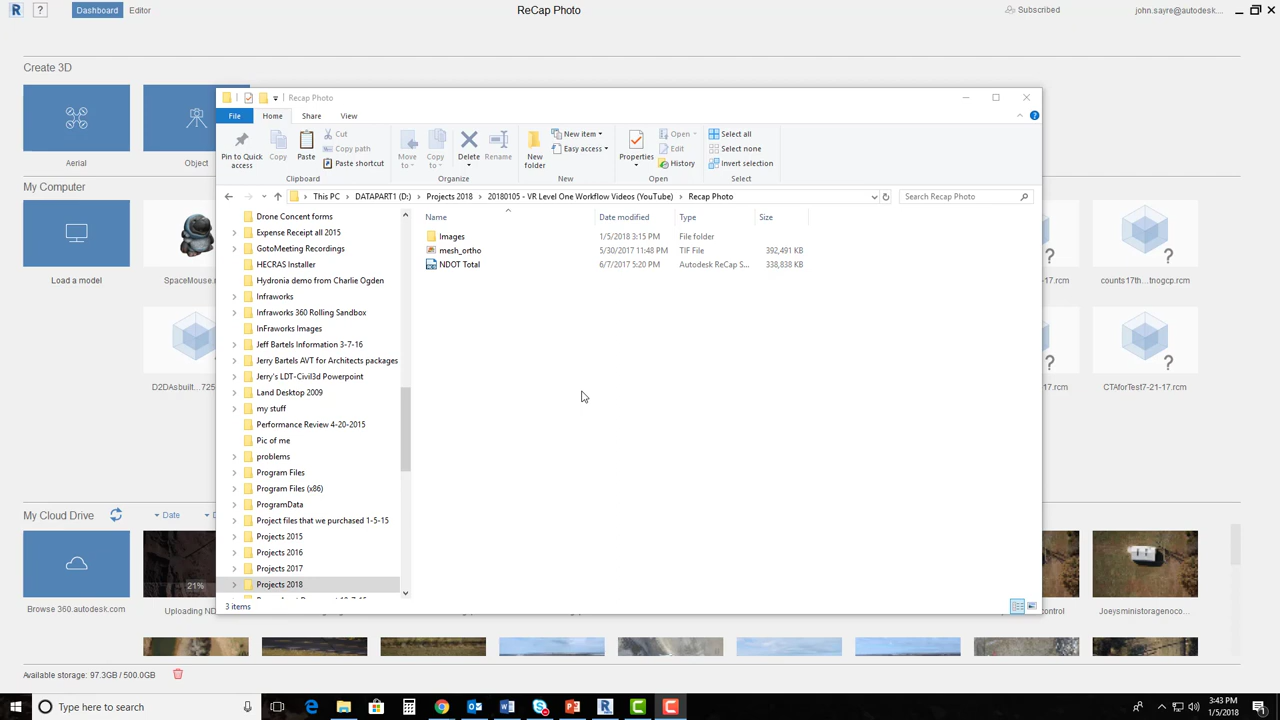 R ? Dashboard Editor ReCap Photo Subscribed john.sayre@autodesk....
Create 3D
Aerial
Object
My Computer
Load a model
SpaceMouse.r
D2DAsbuilt...725
-17.rcm
counts17th...tnogcp.rcm
'-17.rcm
CTAforTest7-21-17.rcm
Recap Photo
File Home Share View
Pin to Quick access
Copy
Paste
Cut
Copy path
Paste shortcut
Clipboard
Move to
Copy to
Delete
Rename
Organize
New folder
New item
Easy access
New
Properties
Open
Edit
History
Open
Select all
Select none
Invert selection
Select
This PC > DATAPART1 (D:) > Projects 2018 > 20180105 - VR Level One Workflow Videos (YouTube) > Recap Photo
Search Recap Photo
Drone Concent forms
Expense Receipt all 2015
GotoMeeting Recordings
HECRAS Installer
Hydronia demo from Charlie Ogden
Infraworks
Infraworks 360 Rolling Sandbox
InFraworks Images
Jeff Bartels Information 3-7-16
Jerry Bartels AVT for Architects packages
Jerry's LDT-Civil3d Powerpoint
Land Desktop 2009
my stuff
Performance Review 4-20-2015
Pic of me
problems
Program Files
Program Files (x86)
ProgramData
Project files that we purchased 1-5-15
Projects 2015
Projects 2016
Projects 2017
Projects 2018
Name Date modified Type Size
Images 1/5/2018 3:15 PM File folder
mesh_ortho 5/30/2017 11:48 PM TIF File 392,491 KB
NDOT Total 6/7/2017 5:20 PM Autodesk ReCap S... 338,838 KB
3 items
My Cloud Drive
Date
Browse 360.autodesk.com
21%
Uploading ND
control
Joeysministoragenoco...
Available storage: 97.3GB / 500.0GB
Type here to search
3:43 PM
1/5/2018